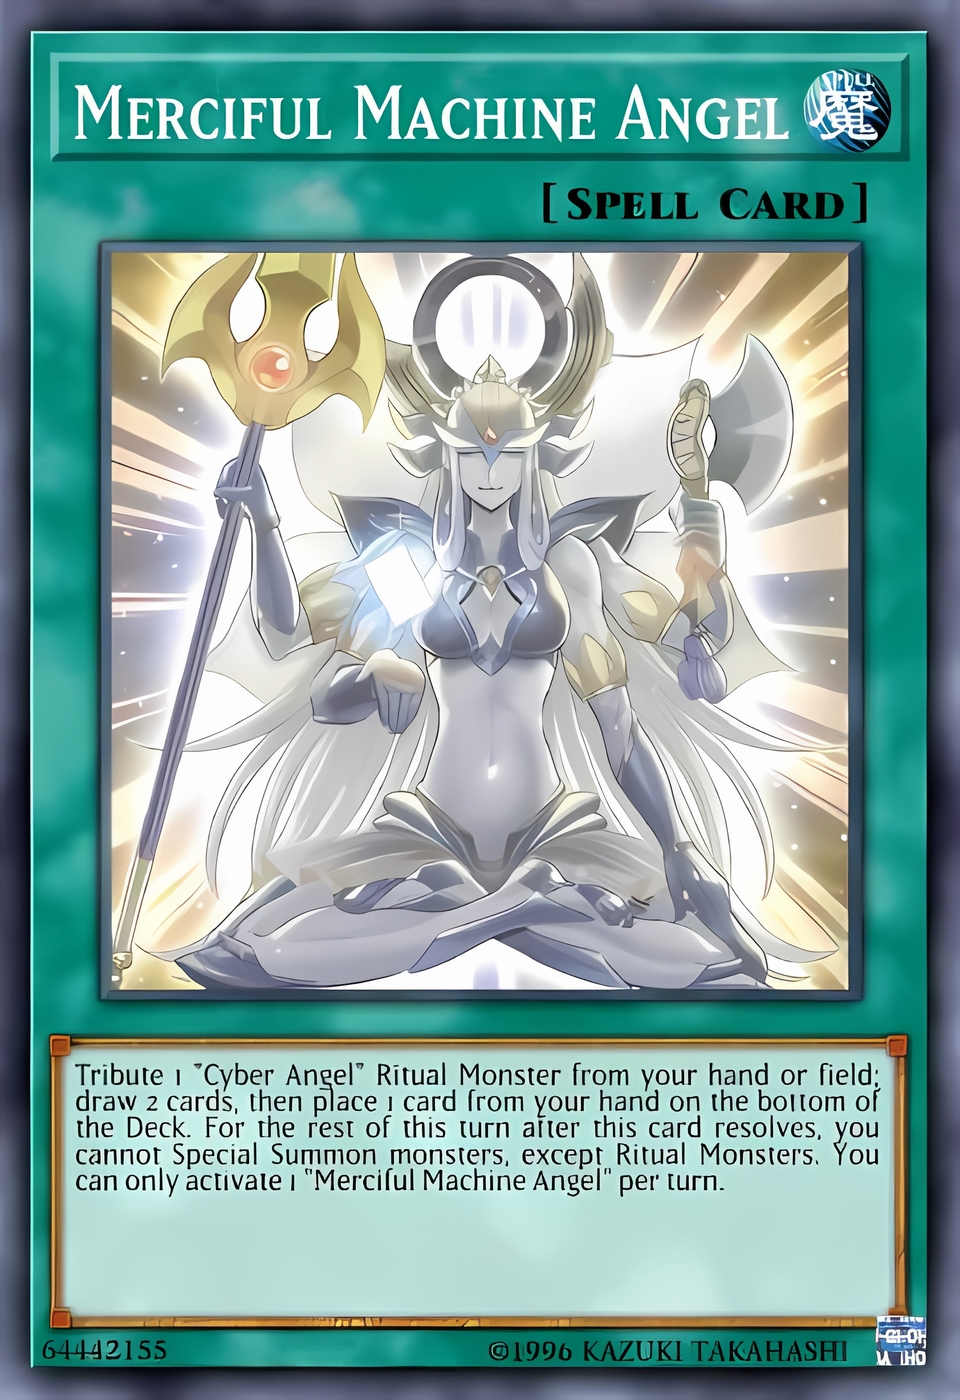 MERCIFUL MACHINE ANGEL
魔
[SPELL CARD]
Tribute 1 "Cyber Angel" Ritual Monster from your hand or field;
draw 2 cards, then place 1 card from your hand on the bottom of
the Deck. For the rest of this turn after this card resolves, you
cannot Special Summon monsters, except Ritual Monsters. You
can only activate 1 "Merciful Machine Angel" per turn.
64442155
©1996 KAZUKI TAKAHASHI